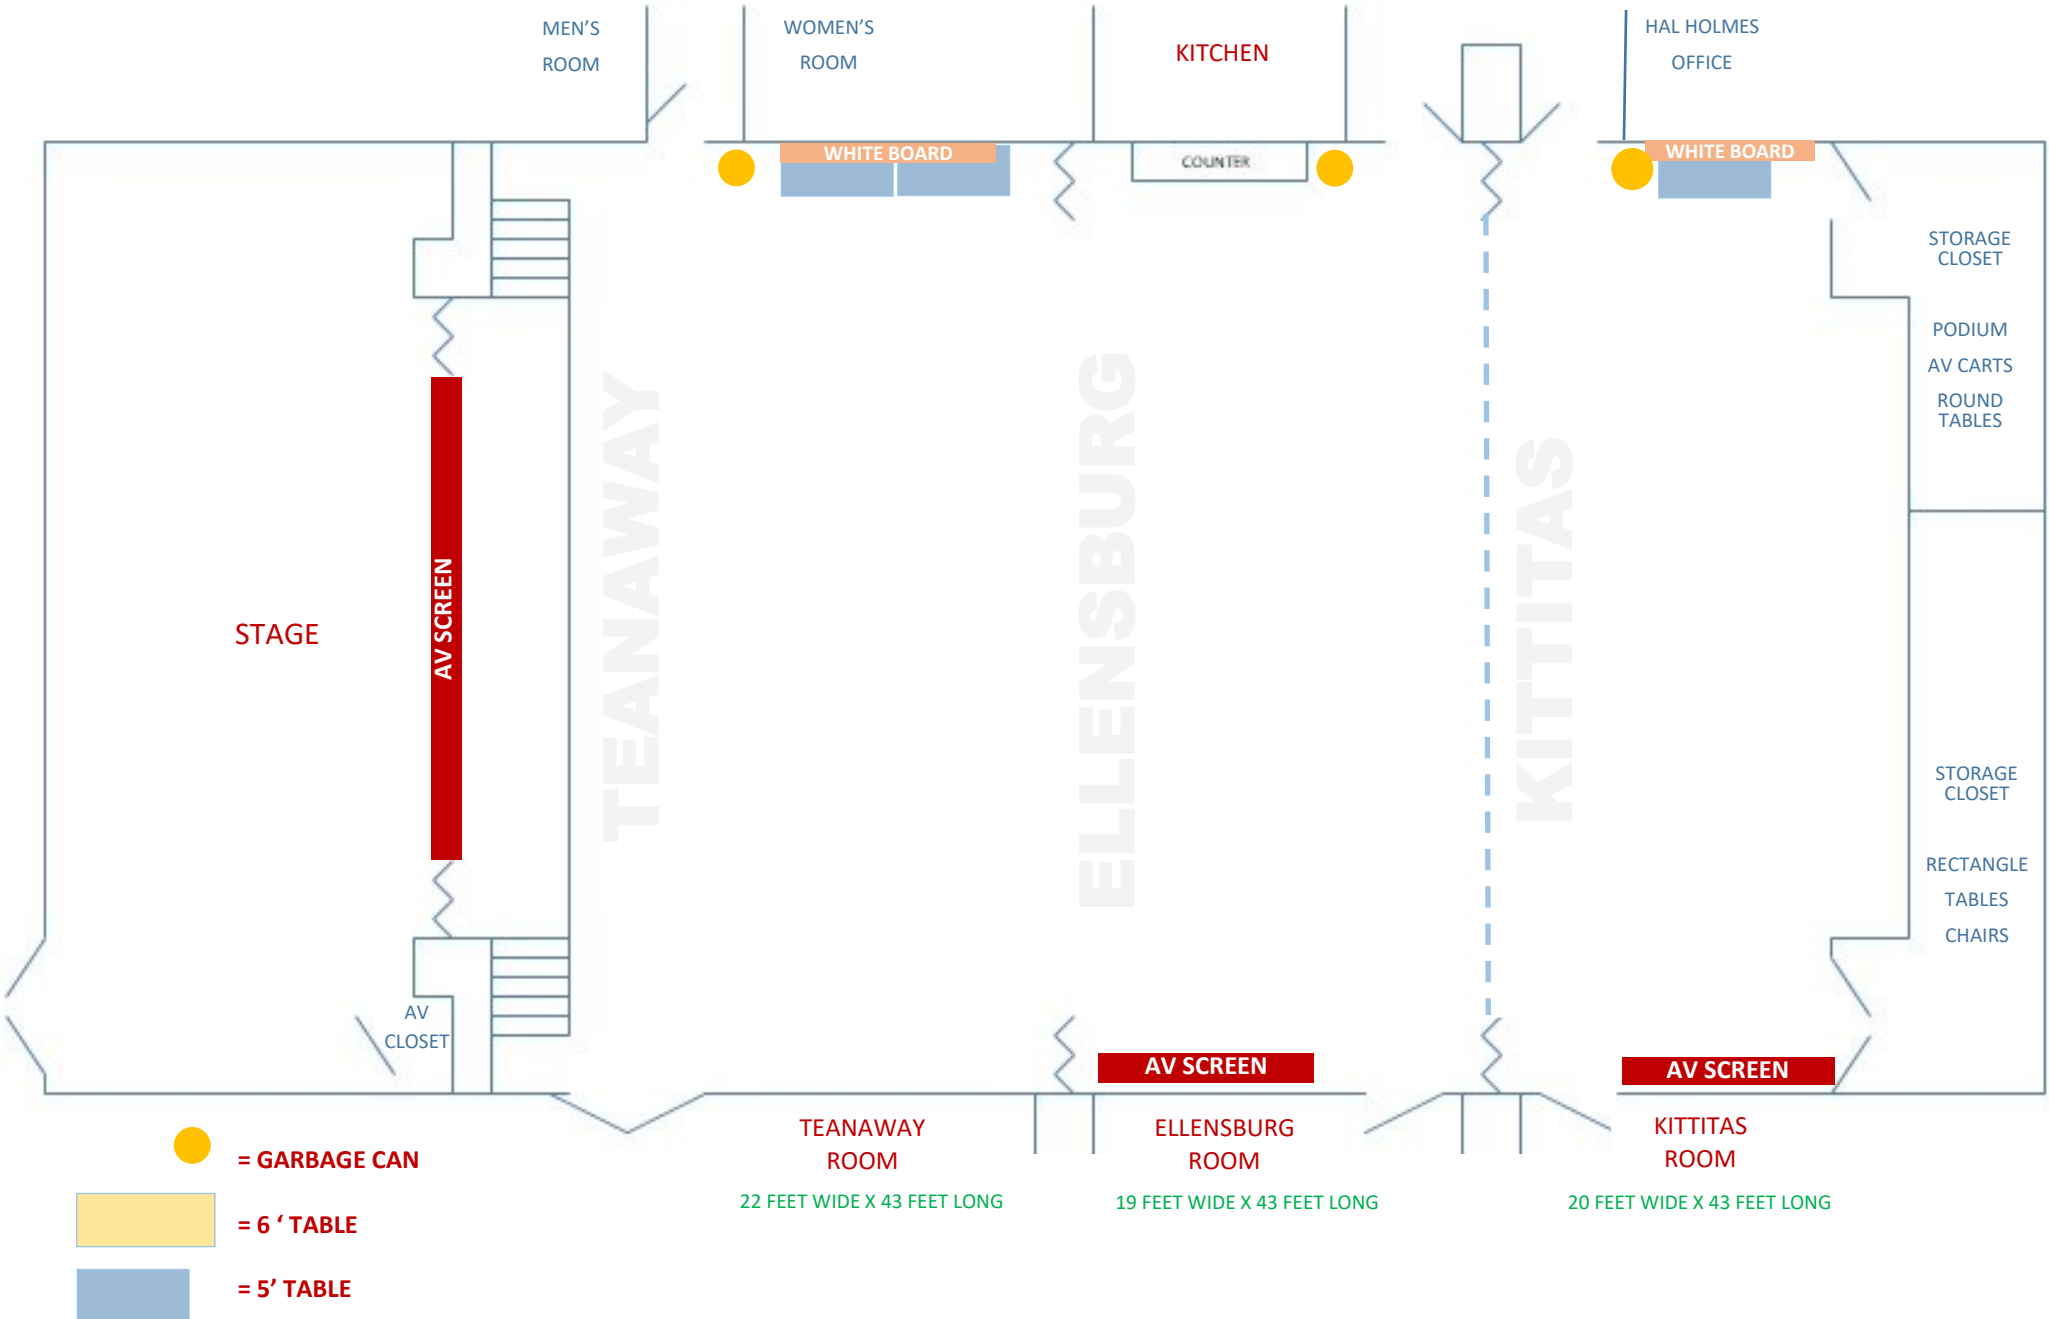 MEN'S
ROOM
WOMEN'S
ROOM
KITCHEN
HAL HOLMES
OFFICE
WHITE BOARD
COUNTER
WHITE BOARD
STORAGE
CLOSET
PODIUM
AV CARTS
ROUND
TABLES
TEANAWAY
ELLENSBURG
KITTITAS
AV SCREEN
STAGE
STORAGE
CLOSET
RECTANGLE
TABLES
CHAIRS
AV
CLOSET
AV SCREEN
AV SCREEN
TEANAWAY
ROOM
22 FEET WIDE X 43 FEET LONG
ELLENSBURG
ROOM
19 FEET WIDE X 43 FEET LONG
KITTITAS
ROOM
20 FEET WIDE X 43 FEET LONG
= GARBAGE CAN
= 6 ‘ TABLE
= 5’ TABLE